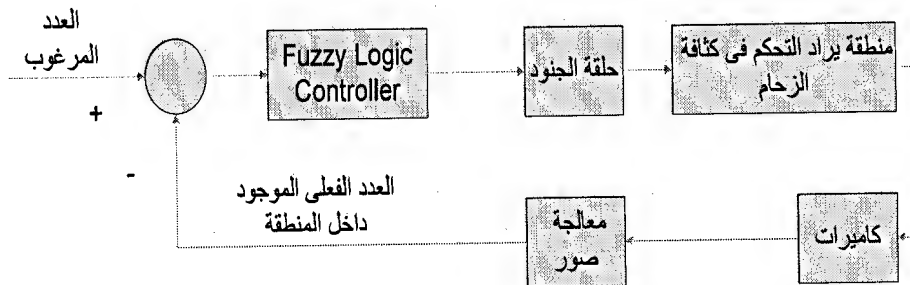 العدد
المرغوب
+
-
Fuzzy Logic
Controller
حلقة الجنود
منطقة يراد التحكم فى كثافة
الزحام
العدد الفعلى الموجود
داخل المنطقة
معالجة
صور
كاميرات